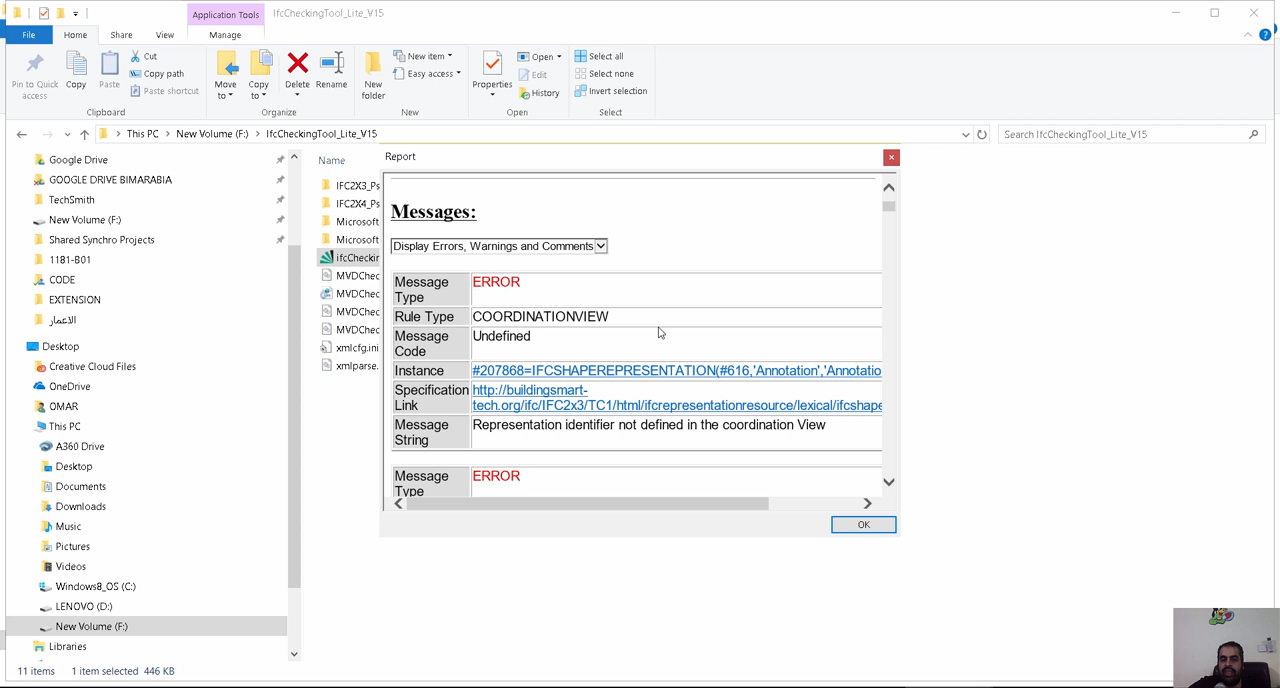 Application Tools
IfcCheckingTool_Lite_V15
File
Home
Share
View
Manage
Pin to Quick
access
Copy
Paste
Cut
Copy path
Paste shortcut
Clipboard
Move
to
Copy
to
Delete
Rename
Organize
New
folder
New item
Easy access
New
Properties
Open
Edit
History
Open
Select all
Select none
Invert selection
Select
This PC
New Volume (F:)
IfcCheckingTool_Lite_V15
Search IfcCheckingTool_Lite_V15
Google Drive
GOOGLE DRIVE BIMARABIA
TechSmith
New Volume (F:)
Shared Synchro Projects
1181-B01
CODE
EXTENSION
الاعمار
Desktop
Creative Cloud Files
OneDrive
OMAR
This PC
A360 Drive
Desktop
Documents
Downloads
Music
Pictures
Videos
Windows8_OS (C:)
LENOVO (D:)
New Volume (F:)
Libraries
Name
IFC2X3_Ps
IFC2X4_Ps
Microsoft
Microsoft
ifcCheckin
MVDChec
MVDChec
MVDChec
MVDChec
xmlcfg.ini
xmlparse.
Report
Messages:
Display Errors, Warnings and Comments
Message
Type
ERROR
Rule Type
COORDINATIONVIEW
Message
Code
Undefined
Instance
#207868=IFCSHAPEREPRESENTATION(#616,'Annotation','Annotatio
Specification
Link
http://buildingsmart-
tech.org/ifc/IFC2x3/TC1/html/ifcrepresentationresource/lexical/ifcshape
Message
String
Representation identifier not defined in the coordination View
Message
Type
ERROR
OK
11 items
1 item selected
446 KB